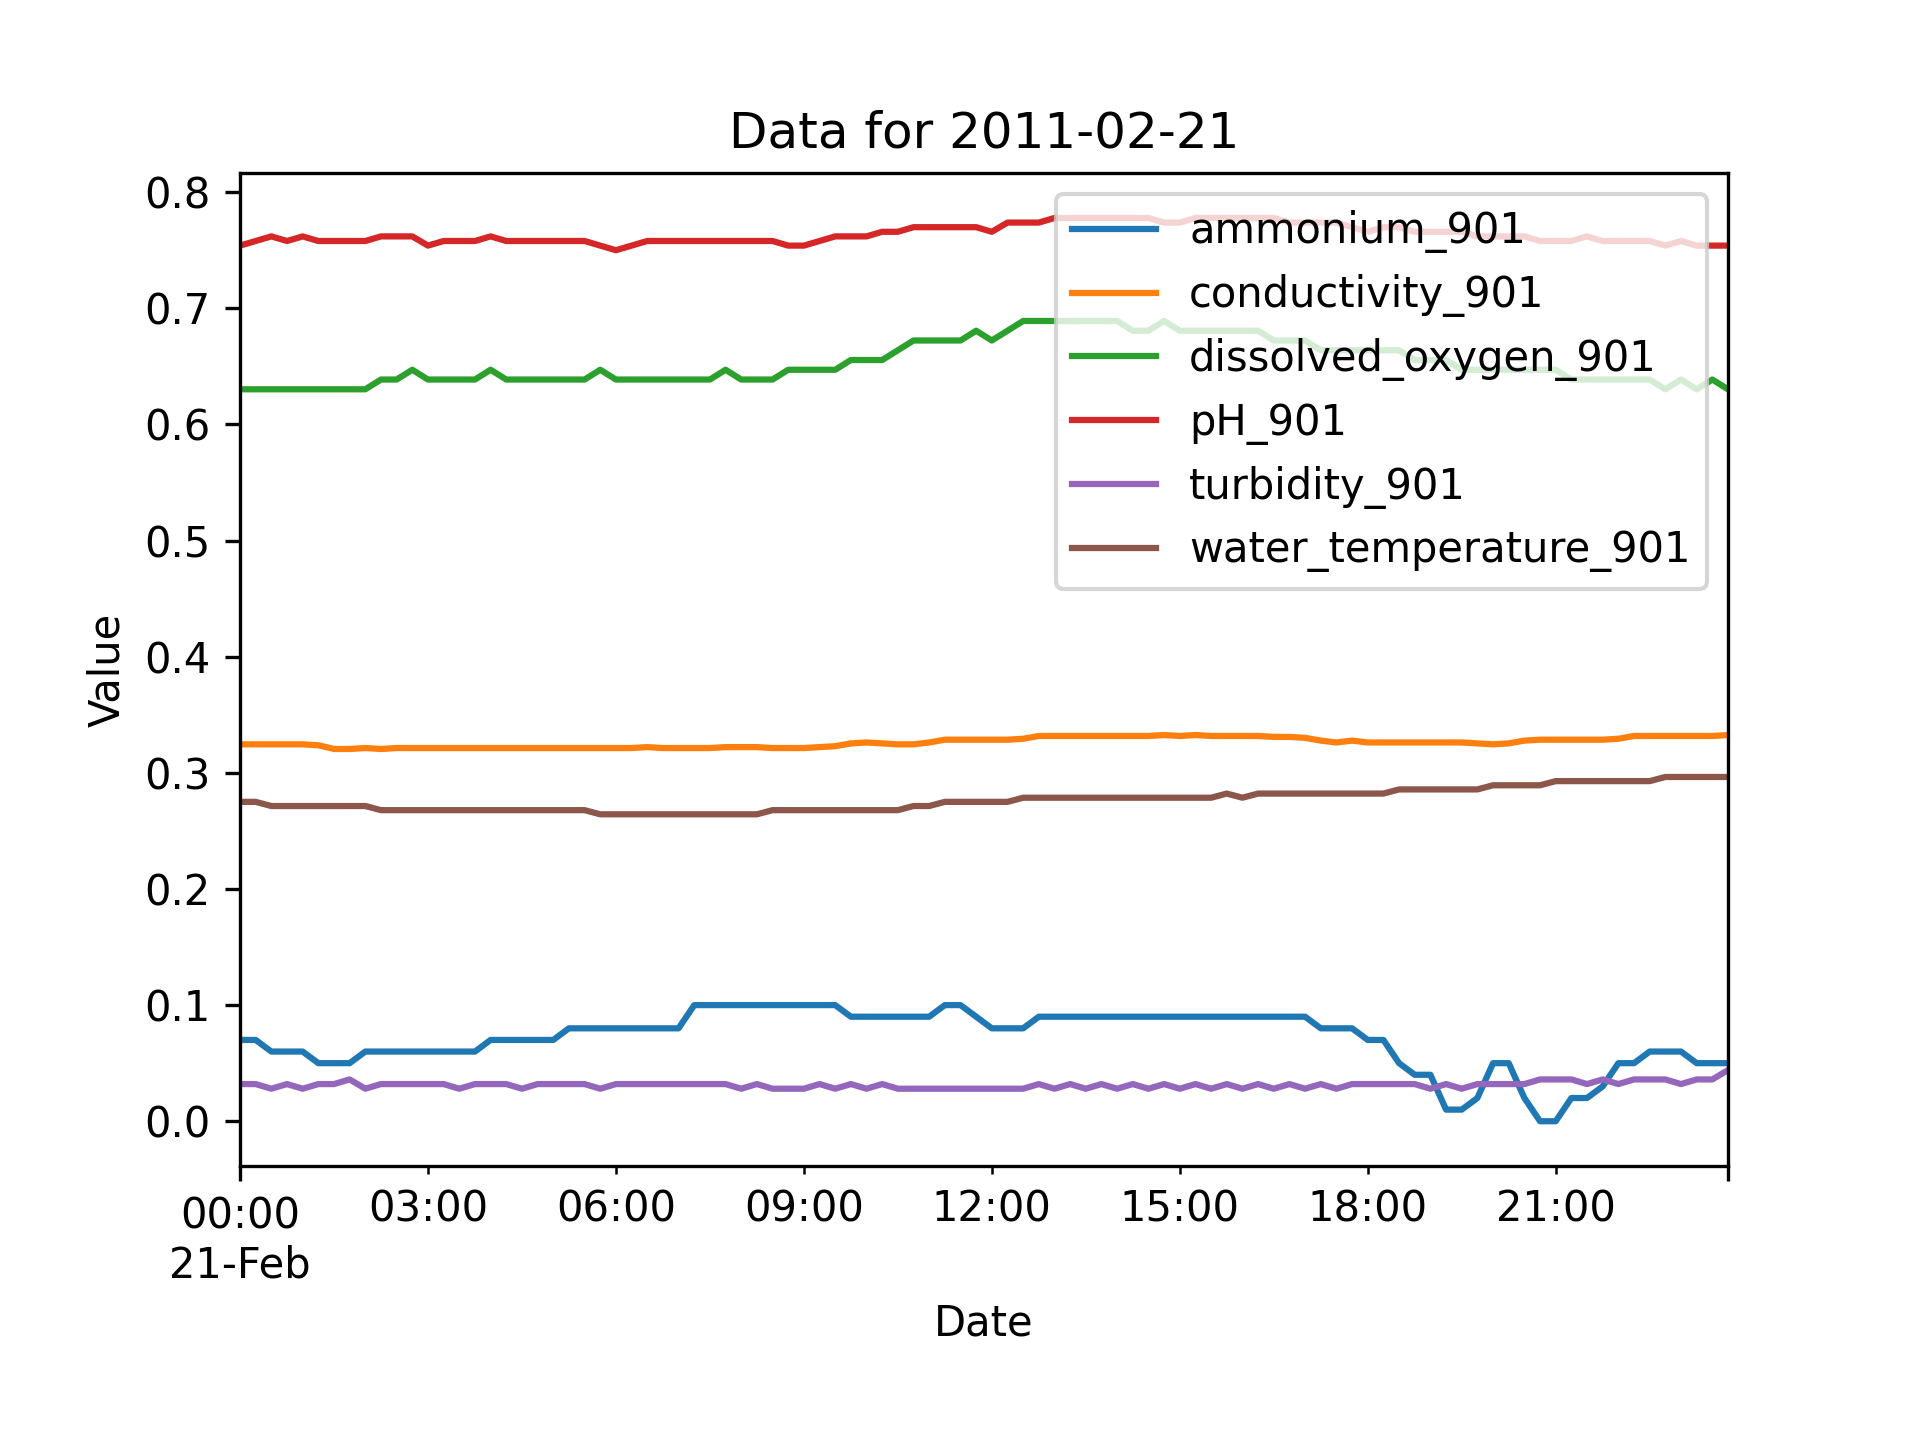 Data for 2011-02-21
0.8
0.7
0.6
0.5
0.4
0.3
0.2
0.1
0.0
Value
ammonium_901
conductivity_901
dissolved_oxygen_901
pH_901
turbidity_901
water_temperature_901
00:00 03:00 06:00 09:00 12:00 15:00 18:00 21:00
21-Feb
Date